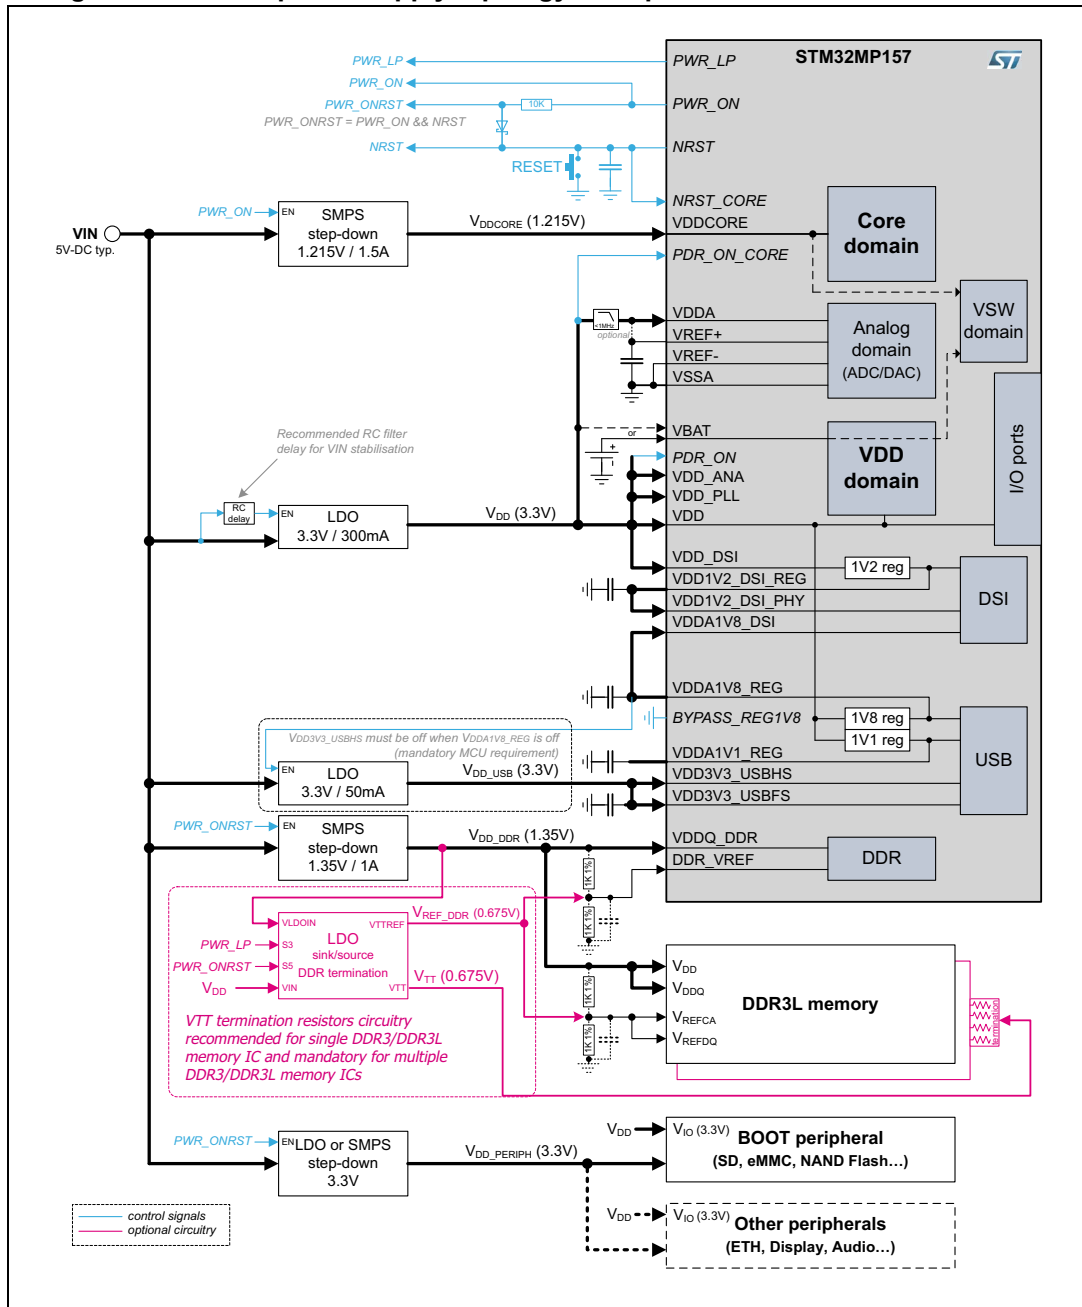 STM32MP157
PWR_LP
PWR_LP
PWR_ON
PWR_ONRST
10K
PWR_ON
PWR_ONRST = PWR_ON && NRST
NRST
NRST
RESET
NRST_CORE
PWR_ON
EN
SMPS
step-down
1.215V / 1.5A
VDDCORE (1.215V)
VDDCORE
Core
domain
VIN
5V-DC typ.
PDR_ON_CORE
VSW
domain
<1MHz
optional
VDDA
VREF+
VREF-
VSSA
Analog
domain
(ADC/DAC)
I/O ports
Recommended RC filter
delay for VIN stabilisation
or
VBAT
+
PDR_ON
VDD_ANA
VDD_PLL
VDD
VDD
domain
RC
delay
EN
LDO
3.3V / 300mA
VDD (3.3V)
VDD_DSI
1V2 reg
VDD1V2_DSI_REG
VDD1V2_DSI_PHY
VDDA1V8_DSI
DSI
VDDA1V8_REG
BYPASS_REG1V8
1V8 reg
1V1 reg
VDDA1V1_REG
VDD3V3_USBHS
VDD3V3_USBFS
USB
VDD3V3_USBHS must be off when VDDA1V8_REG is off
(mandatory MCU requirement)
EN
LDO
3.3V / 50mA
VDD_USB (3.3V)
PWR_ONRST
EN
SMPS
step-down
1.35V / 1A
VDD_DDR (1.35V)
VDDQ_DDR
DDR_VREF
DDR
1K 1%
1K 1%
VLDOIN
VTTREF
VREF_DDR (0.675V)
LDO
sink/source
DDR termination
PWR_LP
S3
PWR_ONRST
S5
VDD
VIN
VTT
VTT (0.675V)
VTT termination resistors circuitry
recommended for single DDR3/DDR3L
memory IC and mandatory for multiple
DDR3/DDR3L memory ICs
1K 1%
1K 1%
VDD
VDDQ
VREFCA
VREFDQ
DDR3L memory
termination
PWR_ONRST
EN
LDO or SMPS
step-down
3.3V
VDD_PERIPH (3.3V)
VDD
VIO (3.3V)
BOOT peripheral
(SD, eMMC, NAND Flash...)
VDD
VIO (3.3V)
Other peripherals
(ETH, Display, Audio...)
control signals
optional circuitry